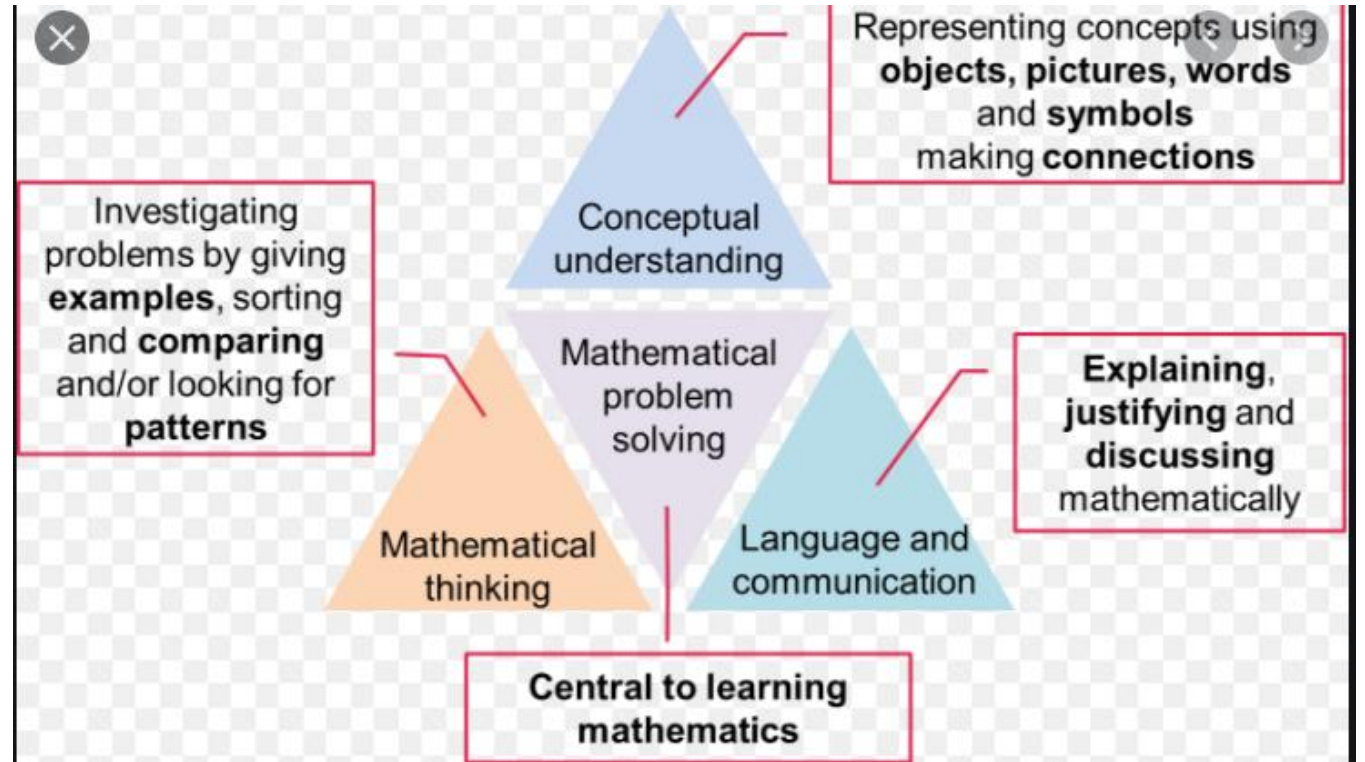 Representing concepts using
objects, pictures, words
and symbols
making connections
Investigating
problems by giving
examples, sorting
and comparing
and/or looking for
patterns
Conceptual
understanding
Mathematical
problem
solving
Explaining,
justifying and
discussing
mathematically
Mathematical
thinking
Language and
communication
Central to learning
mathematics